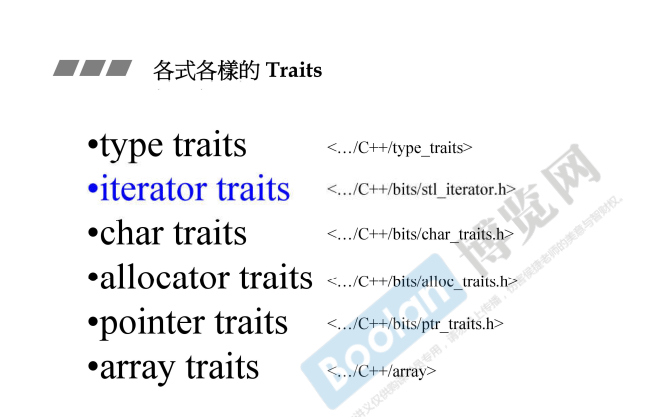 各式各樣的 Traits
•type traits <…/C++/type_traits>
•iterator traits <…/C++/bits/stl_iterator.h>
•char traits <…/C++/bits/char_traits.h>
•allocator traits <…/C++/bits/alloc_traits.h>
•pointer traits <…/C++/bits/ptr_traits.h>
•array traits <…/C++/array>
Boolan 博览网